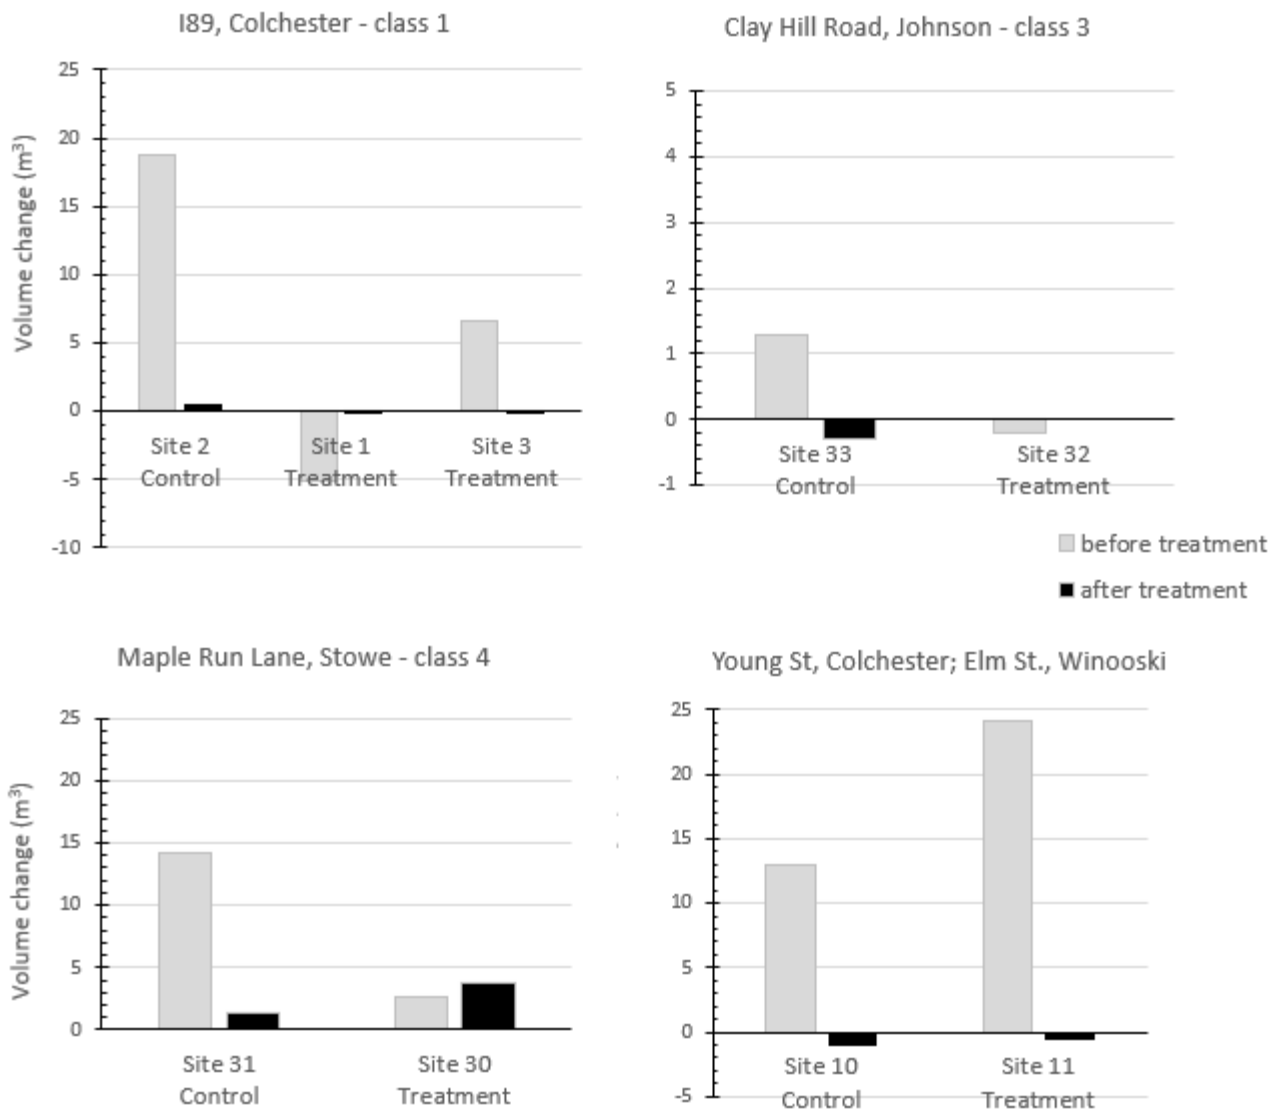 I89, Colchester - class 1
Volume change (m³)
25
20
15
10
5
0
-5
-10
Site 2
Control
Site 1
Treatment
Site 3
Treatment
Clay Hill Road, Johnson - class 3
5
4
3
2
1
0
-1
Site 33
Control
Site 32
Treatment
before treatment
after treatment
Maple Run Lane, Stowe - class 4
Volume change (m³)
25
20
15
10
5
0
Site 31
Control
Site 30
Treatment
Young St, Colchester; Elm St., Winooski
25
20
15
10
5
0
-5
Site 10
Control
Site 11
Treatment